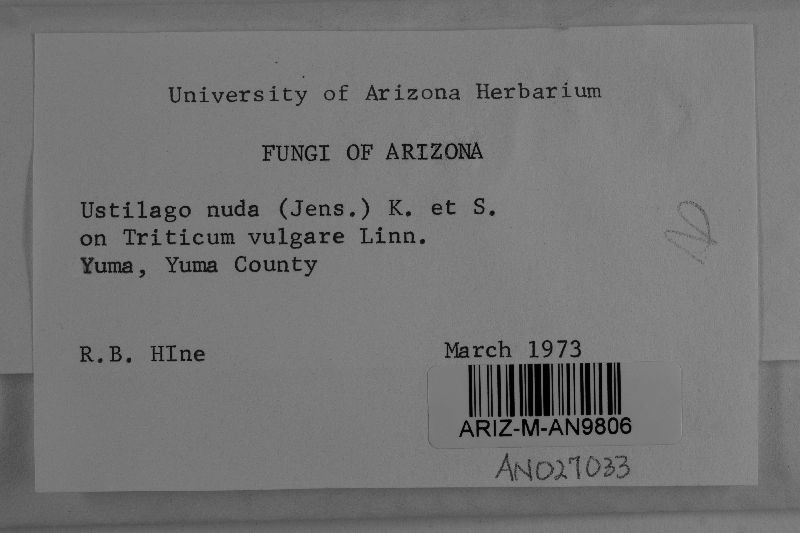 University of Arizona Herbarium
FUNGI OF ARIZONA
Ustilago nuda (Jens.) K. et S.
on Triticum vulgare Linn.
Yuma, Yuma County
R.B. HIne
March 1973
ARIZ-M-AN9806
AN027033